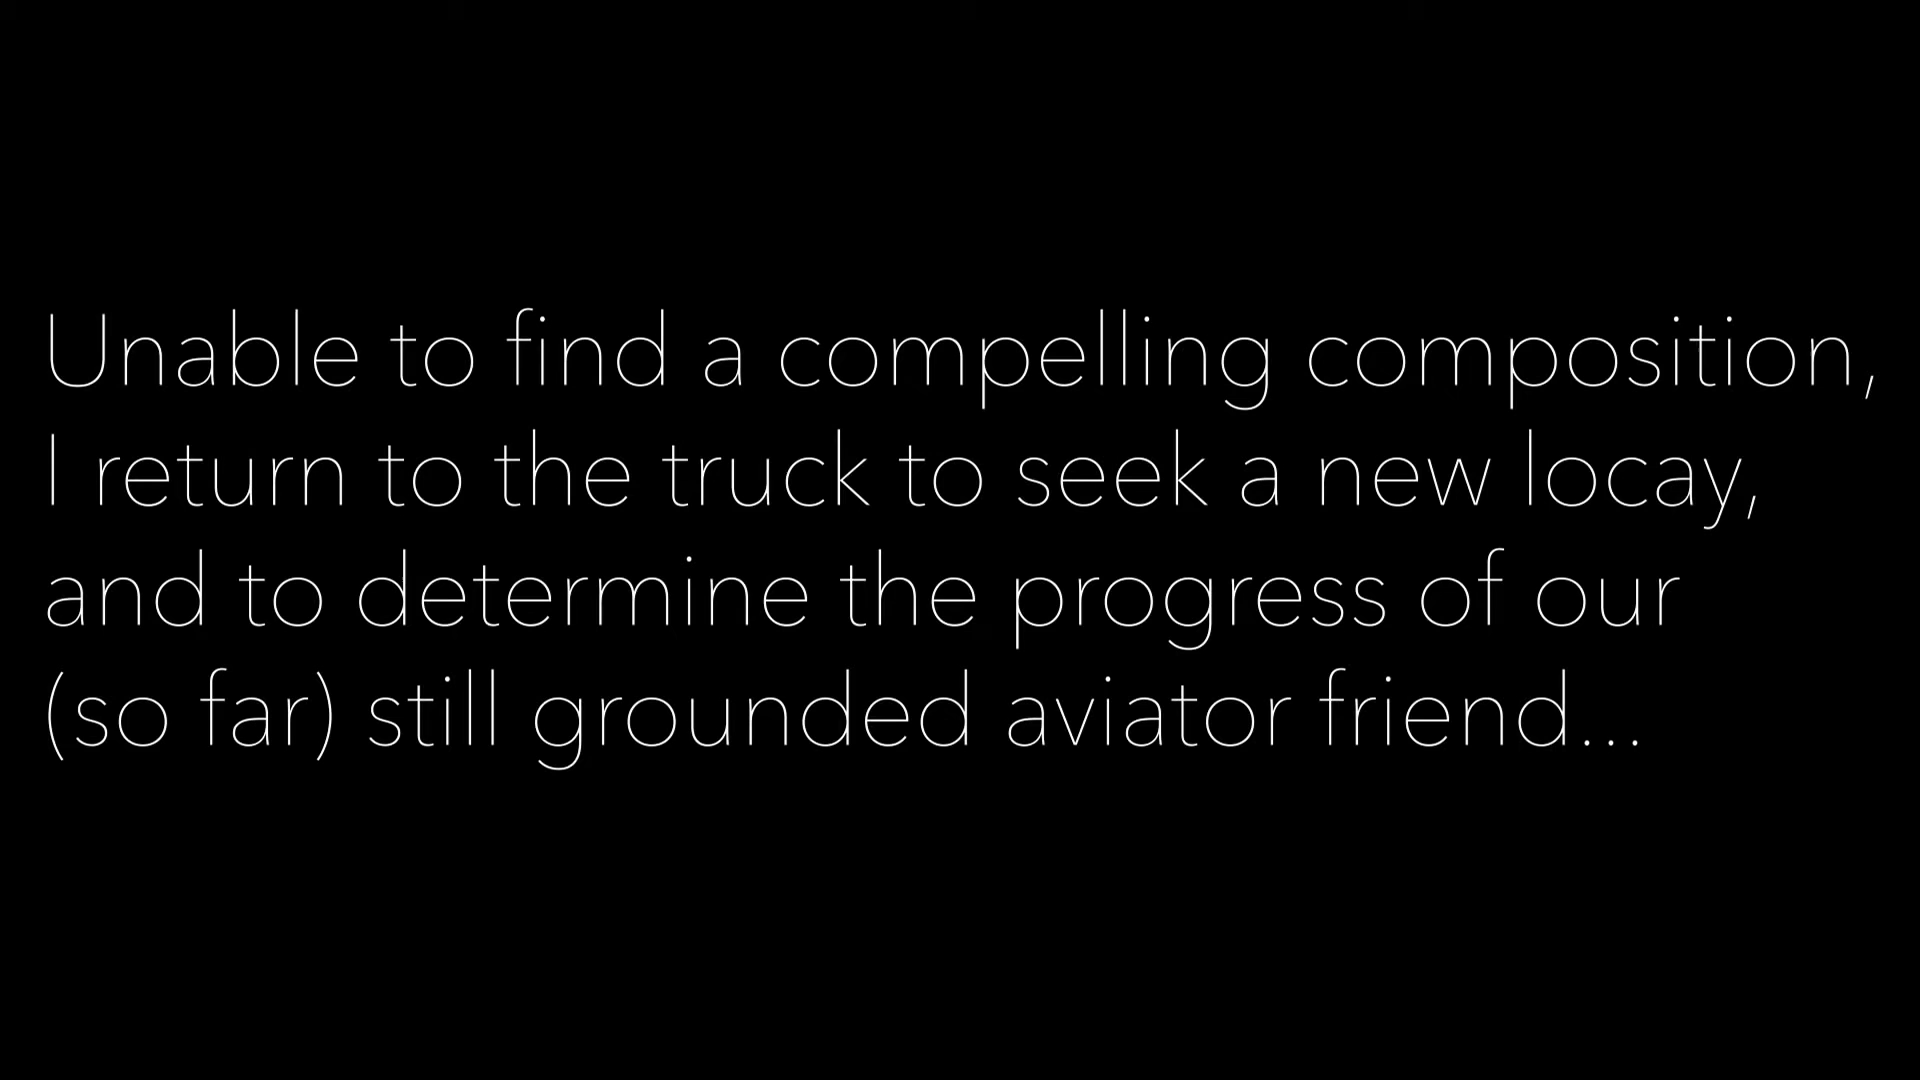 Unable to find a compelling composition,
I return to the truck to seek a new locay,
and to determine the progress of our
(so far) still grounded aviator friend...